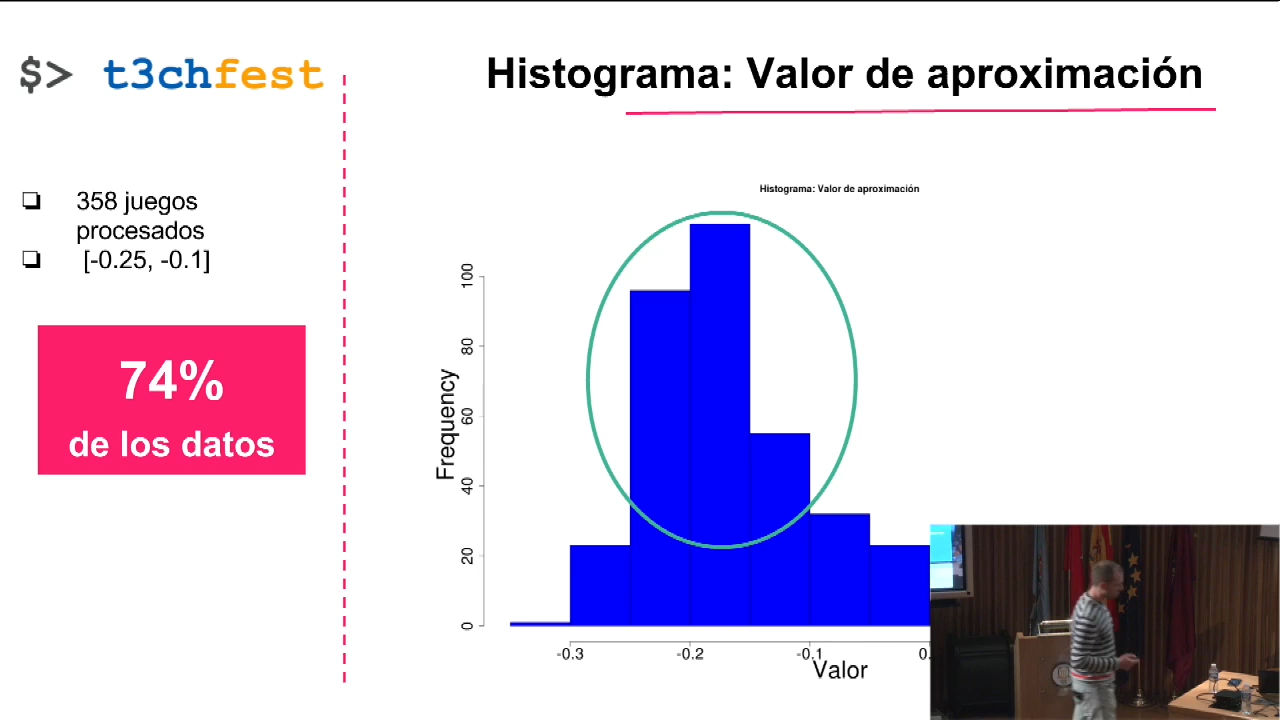 $> t3chfest
Histograma: Valor de aproximación
❏ 358 juegos
procesados
❏ [-0.25, -0.1]
74%
de los datos
Histograma: Valor de aproximación
Frequency
100
80
60
40
20
0
-0.3 -0.2 -0.1 0.
Valor